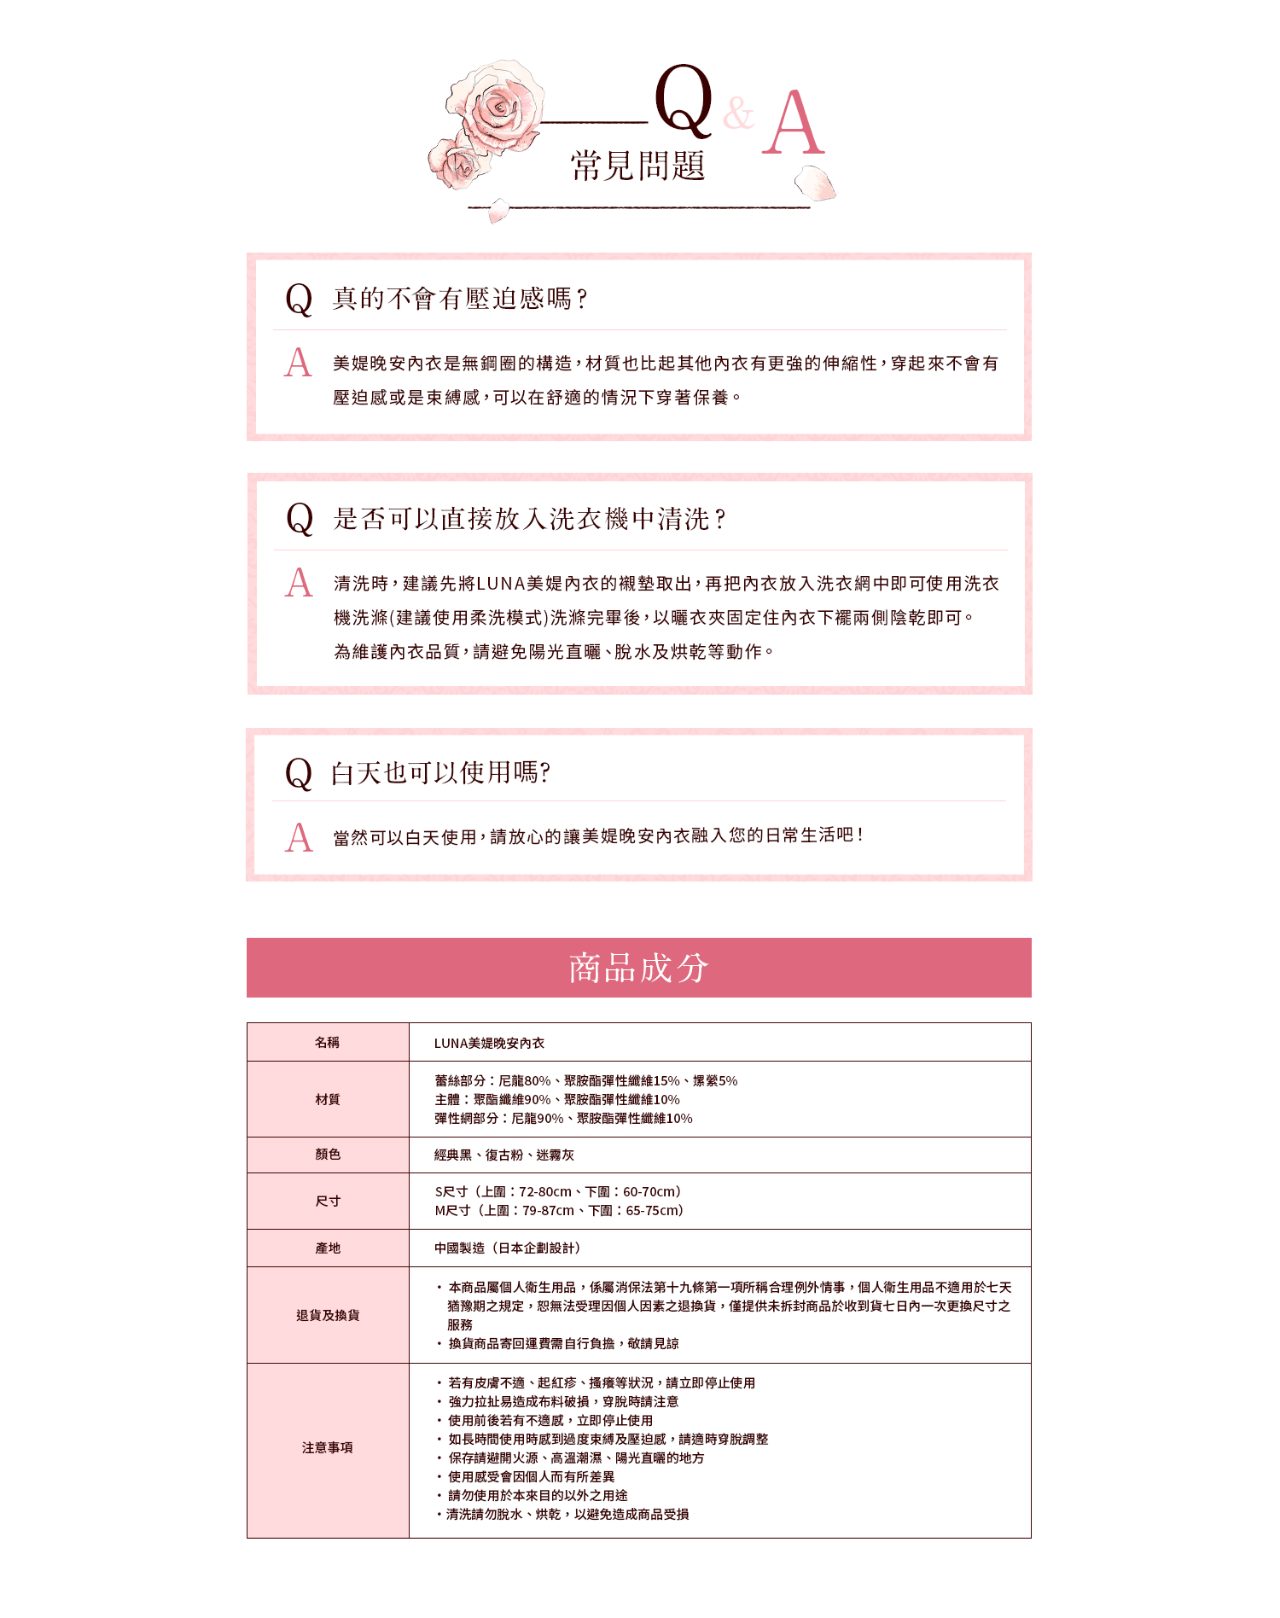 Q & A
常見問題
Q 真的不會有壓迫感嗎?
A 美媞晚安內衣是無鋼圈的構造，材質也比起其他內衣有更強的伸縮性，穿起來不會有
壓迫感或是束縛感，可以在舒適的情況下穿著保養。
Q 是否可以直接放入洗衣機中清洗?
A 清洗時，建議先將LUNA美媞內衣的襯墊取出，再把內衣放入洗衣網中即可使用洗衣
機洗滌(建議使用柔洗模式)洗滌完畢後，以曬衣夾固定住內衣下襬兩側陰乾即可。
為維護內衣品質，請避免陽光直曬、脫水及烘乾等動作。
Q 白天也可以使用嗎?
A 當然可以白天使用，請放心的讓美媞晚安內衣融入您的日常生活吧！
商品成分
名稱
LUNA美媞晚安內衣
材質
蕾絲部分：尼龍80%、聚胺酯彈性纖維15%、嫘縈5%
主體：聚酯纖維90%、聚胺酯彈性纖維10%
彈性網部分：尼龍90%、聚胺酯彈性纖維10%
顏色
經典黑、復古粉、迷霧灰
尺寸
S尺寸（上圍：72-80cm、下圍：60-70cm）
M尺寸（上圍：79-87cm、下圍：65-75cm）
產地
中國製造（日本企劃設計）
退貨及換貨
・ 本商品屬個人衛生用品，係屬消保法第十九條第一項所稱合理例外情事，個人衛生用品不適用於七天
猶豫期之規定，恕無法受理因個人因素之退換貨，僅提供未拆封商品於收到貨七日內一次更換尺寸之
服務
・ 換貨商品寄回運費需自行負擔，敬請見諒
注意事項
・ 若有皮膚不適、起紅疹、搔癢等狀況，請立即停止使用
・ 強力拉扯易造成布料破損，穿脫時請注意
・ 使用前後若有不適感，立即停止使用
・ 如長時間使用時感到過度束縛及壓迫感，請適時穿脫調整
・ 保存請避開火源、高溫潮濕、陽光直曬的地方
・ 使用感受會因個人而有所差異
・ 請勿使用於本來目的以外之用途
・清洗請勿脫水、烘乾，以避免造成商品受損